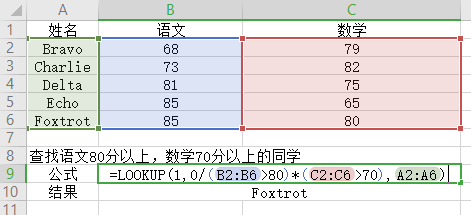 A B C
1 姓名 语文 数学
2 Bravo 68 79
3 Charlie 73 82
4 Delta 81 75
5 Echo 85 65
6 Foxtrot 85 80
7
8 查找语文80分以上，数学70分以上的同学
9 公式 =LOOKUP(1,0/(B2:B6>80)*(C2:C6>70),A2:A6)
10 结果 Foxtrot